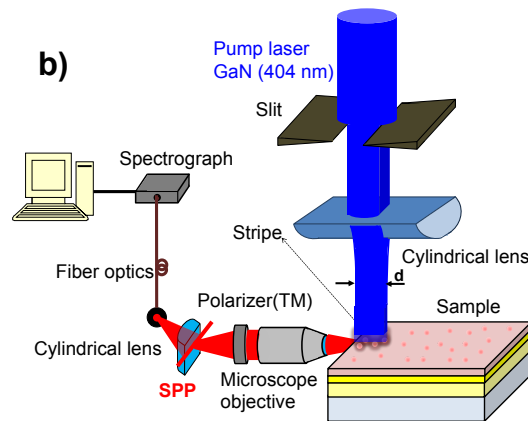 b)
Pump laser
GaN (404 nm)
Slit
Spectrograph
Stripe
Cylindrical lens
d
Fiber optics
Polarizer(TM)
Sample
Cylindrical lens
SPP
Microscope
objective